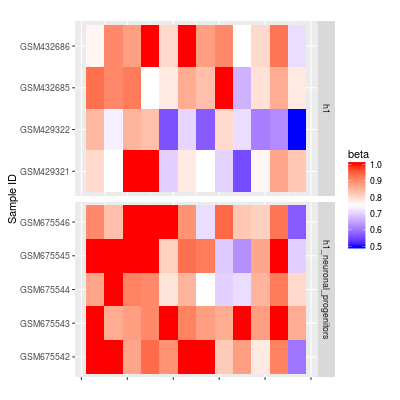 Sample ID
GSM432686
GSM432685
GSM429322
GSM429321
h1
GSM675546
GSM675545
GSM675544
GSM675543
GSM675542
h1_neuronal_progenitors
beta
1.0
0.9
0.8
0.7
0.6
0.5